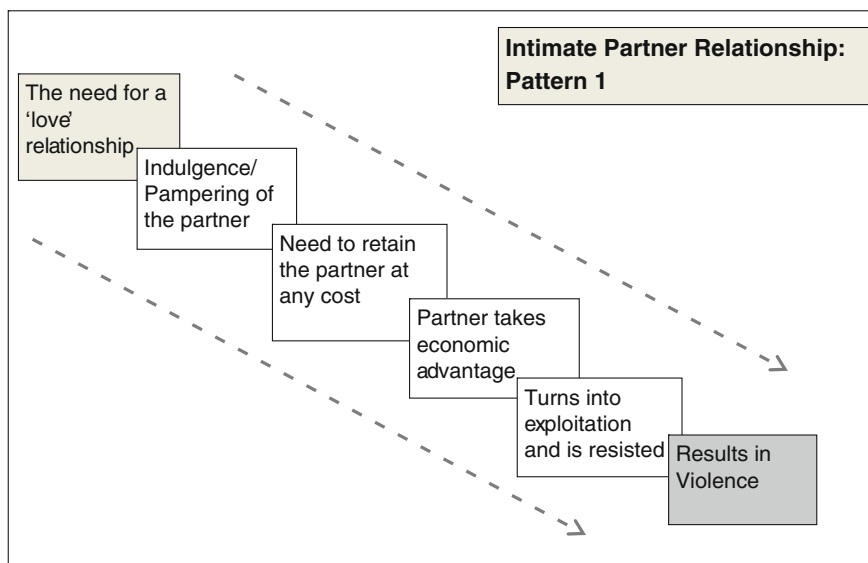 Intimate Partner Relationship:
Pattern 1
The need for a
‘love’
relationship
Indulgence/
Pampering of
the partner
Need to retain
the partner at
any cost
Partner takes
economic
advantage
Turns into
exploitation
and is resisted
Results in
Violence